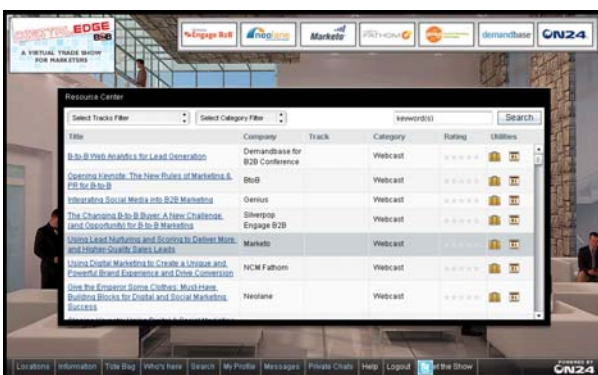 DIGITAL EDGE
BtoB
A VIRTUAL TRADE SHOW
FOR MARKETERS
Engage B2B
neolane
Marketo
FATHOM
demandbase
ON24
Resource Center
Select Tracks Filter
Select Category Filter
keyword(s)
Search
Title Company Track Category Rating Utilities
B-to-B Web Analytics for Lead Generation
Demandbase for
B2B Conference
Webcast
Opening Keynote: The New Rules of Marketing &
PR for B-to-B
BtoB
Webcast
Integrating Social Media into B2B Marketing
Genius
Webcast
The Changing B-to-B Buyer: A New Challenge
(and Opportunity) for B-to-B Marketing
Silverpop
Engage B2B
Webcast
Using Lead Nurturing and Scoring to Deliver More
and Higher-Quality Sales Leads
Marketo
Webcast
Using Digital Marketing to Create a Unique and
Powerful Brand Experience and Drive Conversion
NCM Fathom
Webcast
Give the Emperor Some Clothes: Must-Have
Building Blocks for Digital and Social Marketing
Success
Neolane
Webcast
Locations Information Tote Bag Who's here Search My Profile Messages Private Chats Help Logout et the Show
POWERED BY
ON24